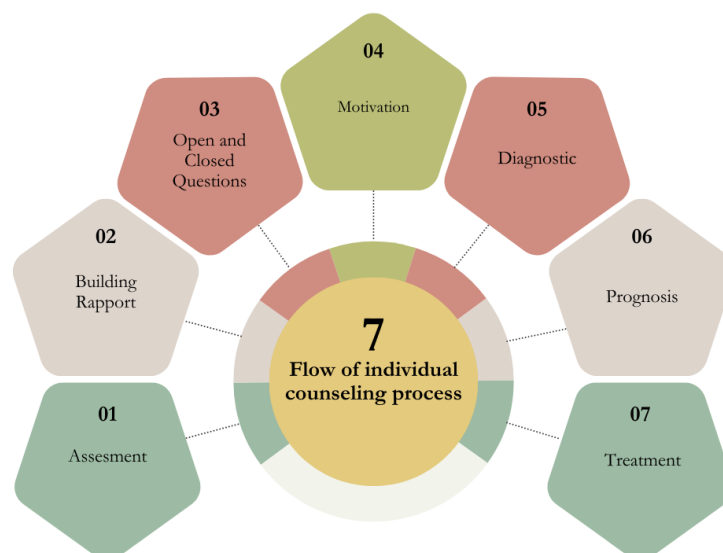 01
Assesment
02
Building
Rapport
03
Open and
Closed
Questions
04
Motivation
05
Diagnostic
06
Prognosis
07
Treatment
7
Flow of individual
counseling process